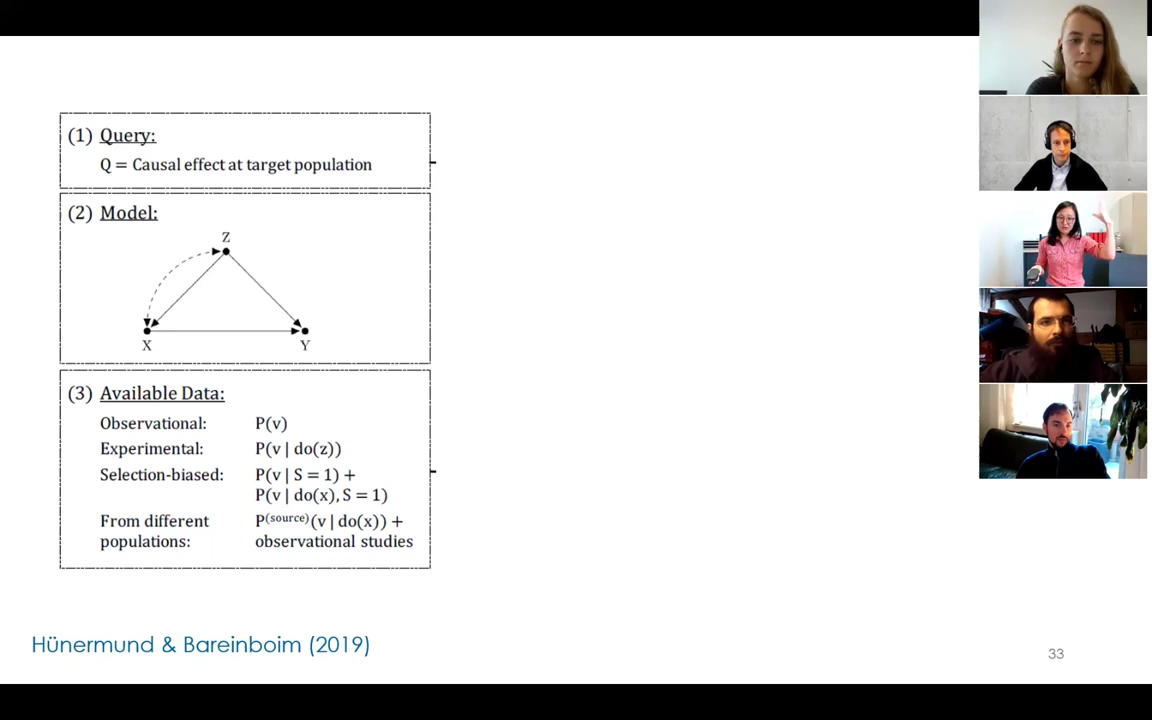 (1) Query:
Q = Causal effect at target population
(2) Model:
Z
X
Y
(3) Available Data:
Observational: P(v)
Experimental: P(v | do(z))
Selection-biased: P(v | S = 1) +
P(v | do(x), S = 1)
From different P(source)(v | do(x)) +
populations: observational studies
Hünermund & Bareinboim (2019)
33